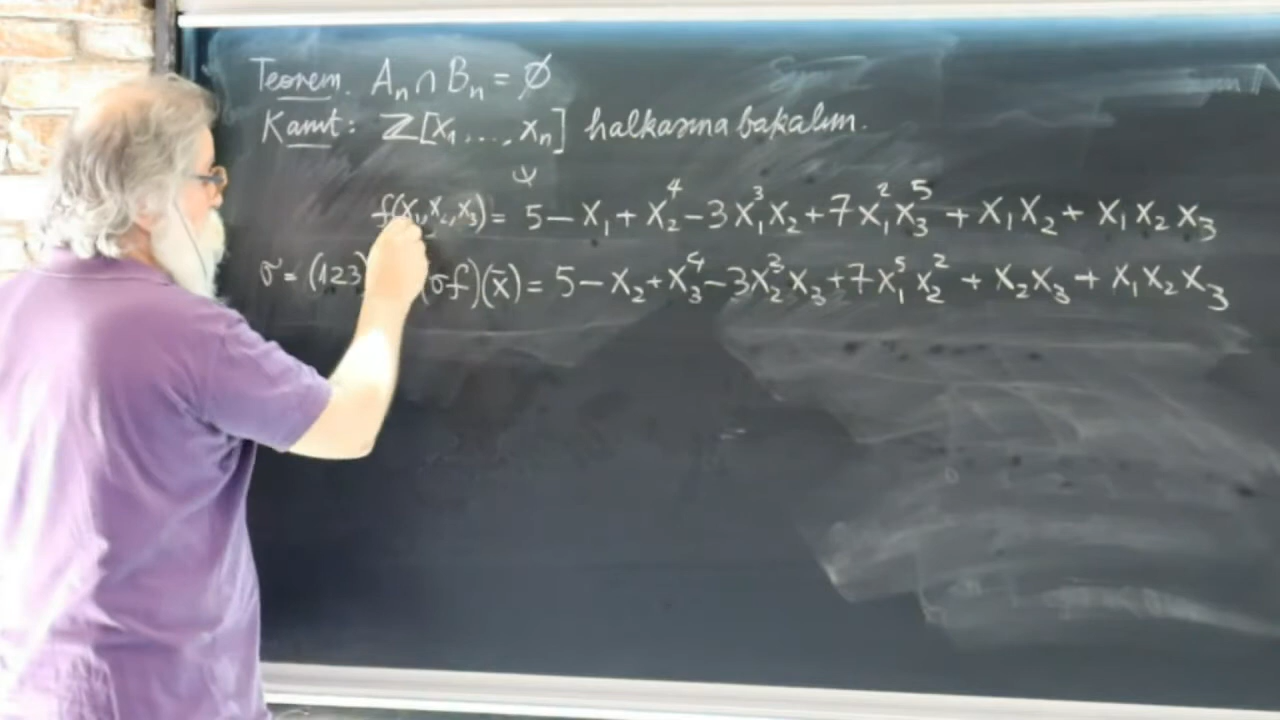 Teorem. Aₙ ∩ Bₙ = ∅
Kanıt: ℤ[x₁, ..., xₙ] halkasına bakalım.
f(x₁, x₂, x₃) = 5 − x₁ + x₂⁴ − 3x₁³x₂ + 7x₁²x₃⁵ + x₁x₂ + x₁x₂x₃
σ = (123) (σf)(x̄) = 5 − x₂ + x₃⁴ − 3x₂³x₃ + 7x₁⁵x₂² + x₂x₃ + x₁x₂x₃